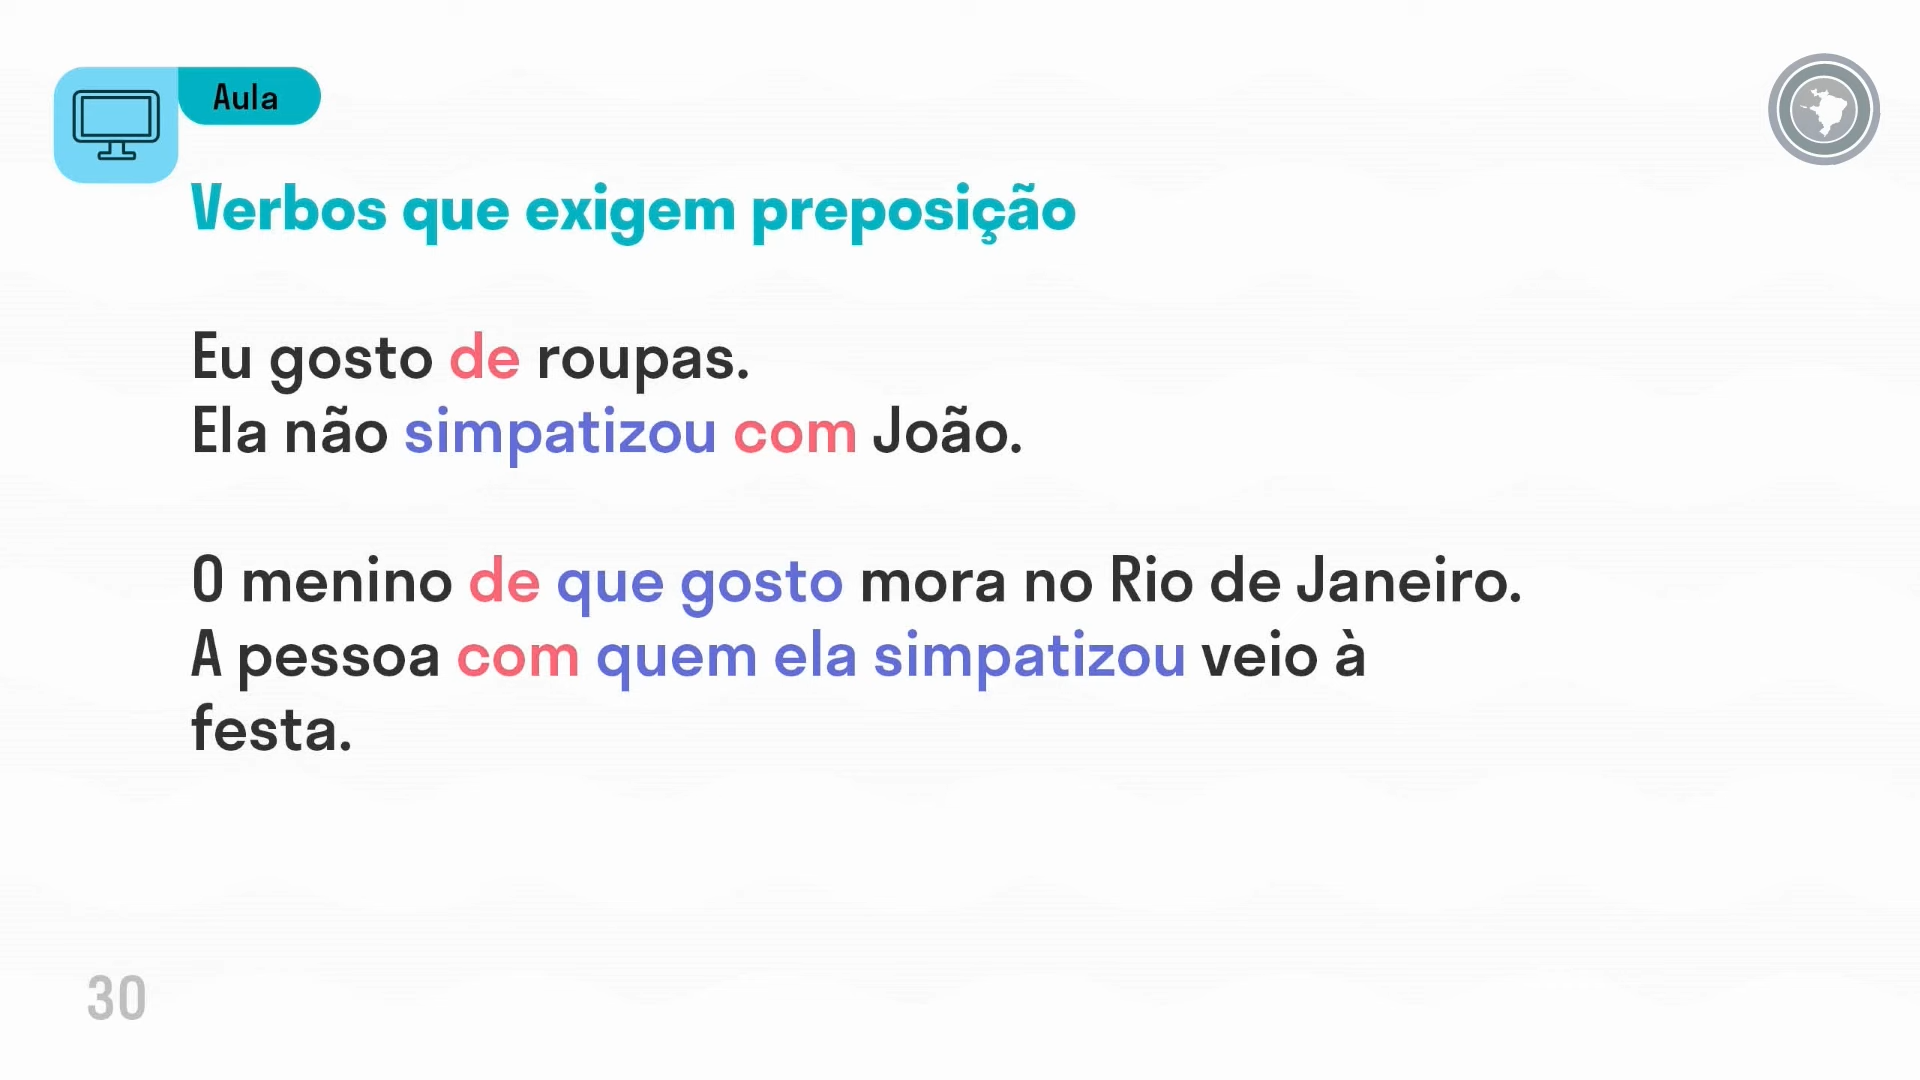 Aula
Verbos que exigem preposição
Eu gosto de roupas.
Ela não simpatizou com João.
O menino de que gosto mora no Rio de Janeiro.
A pessoa com quem ela simpatizou veio à
festa.
30